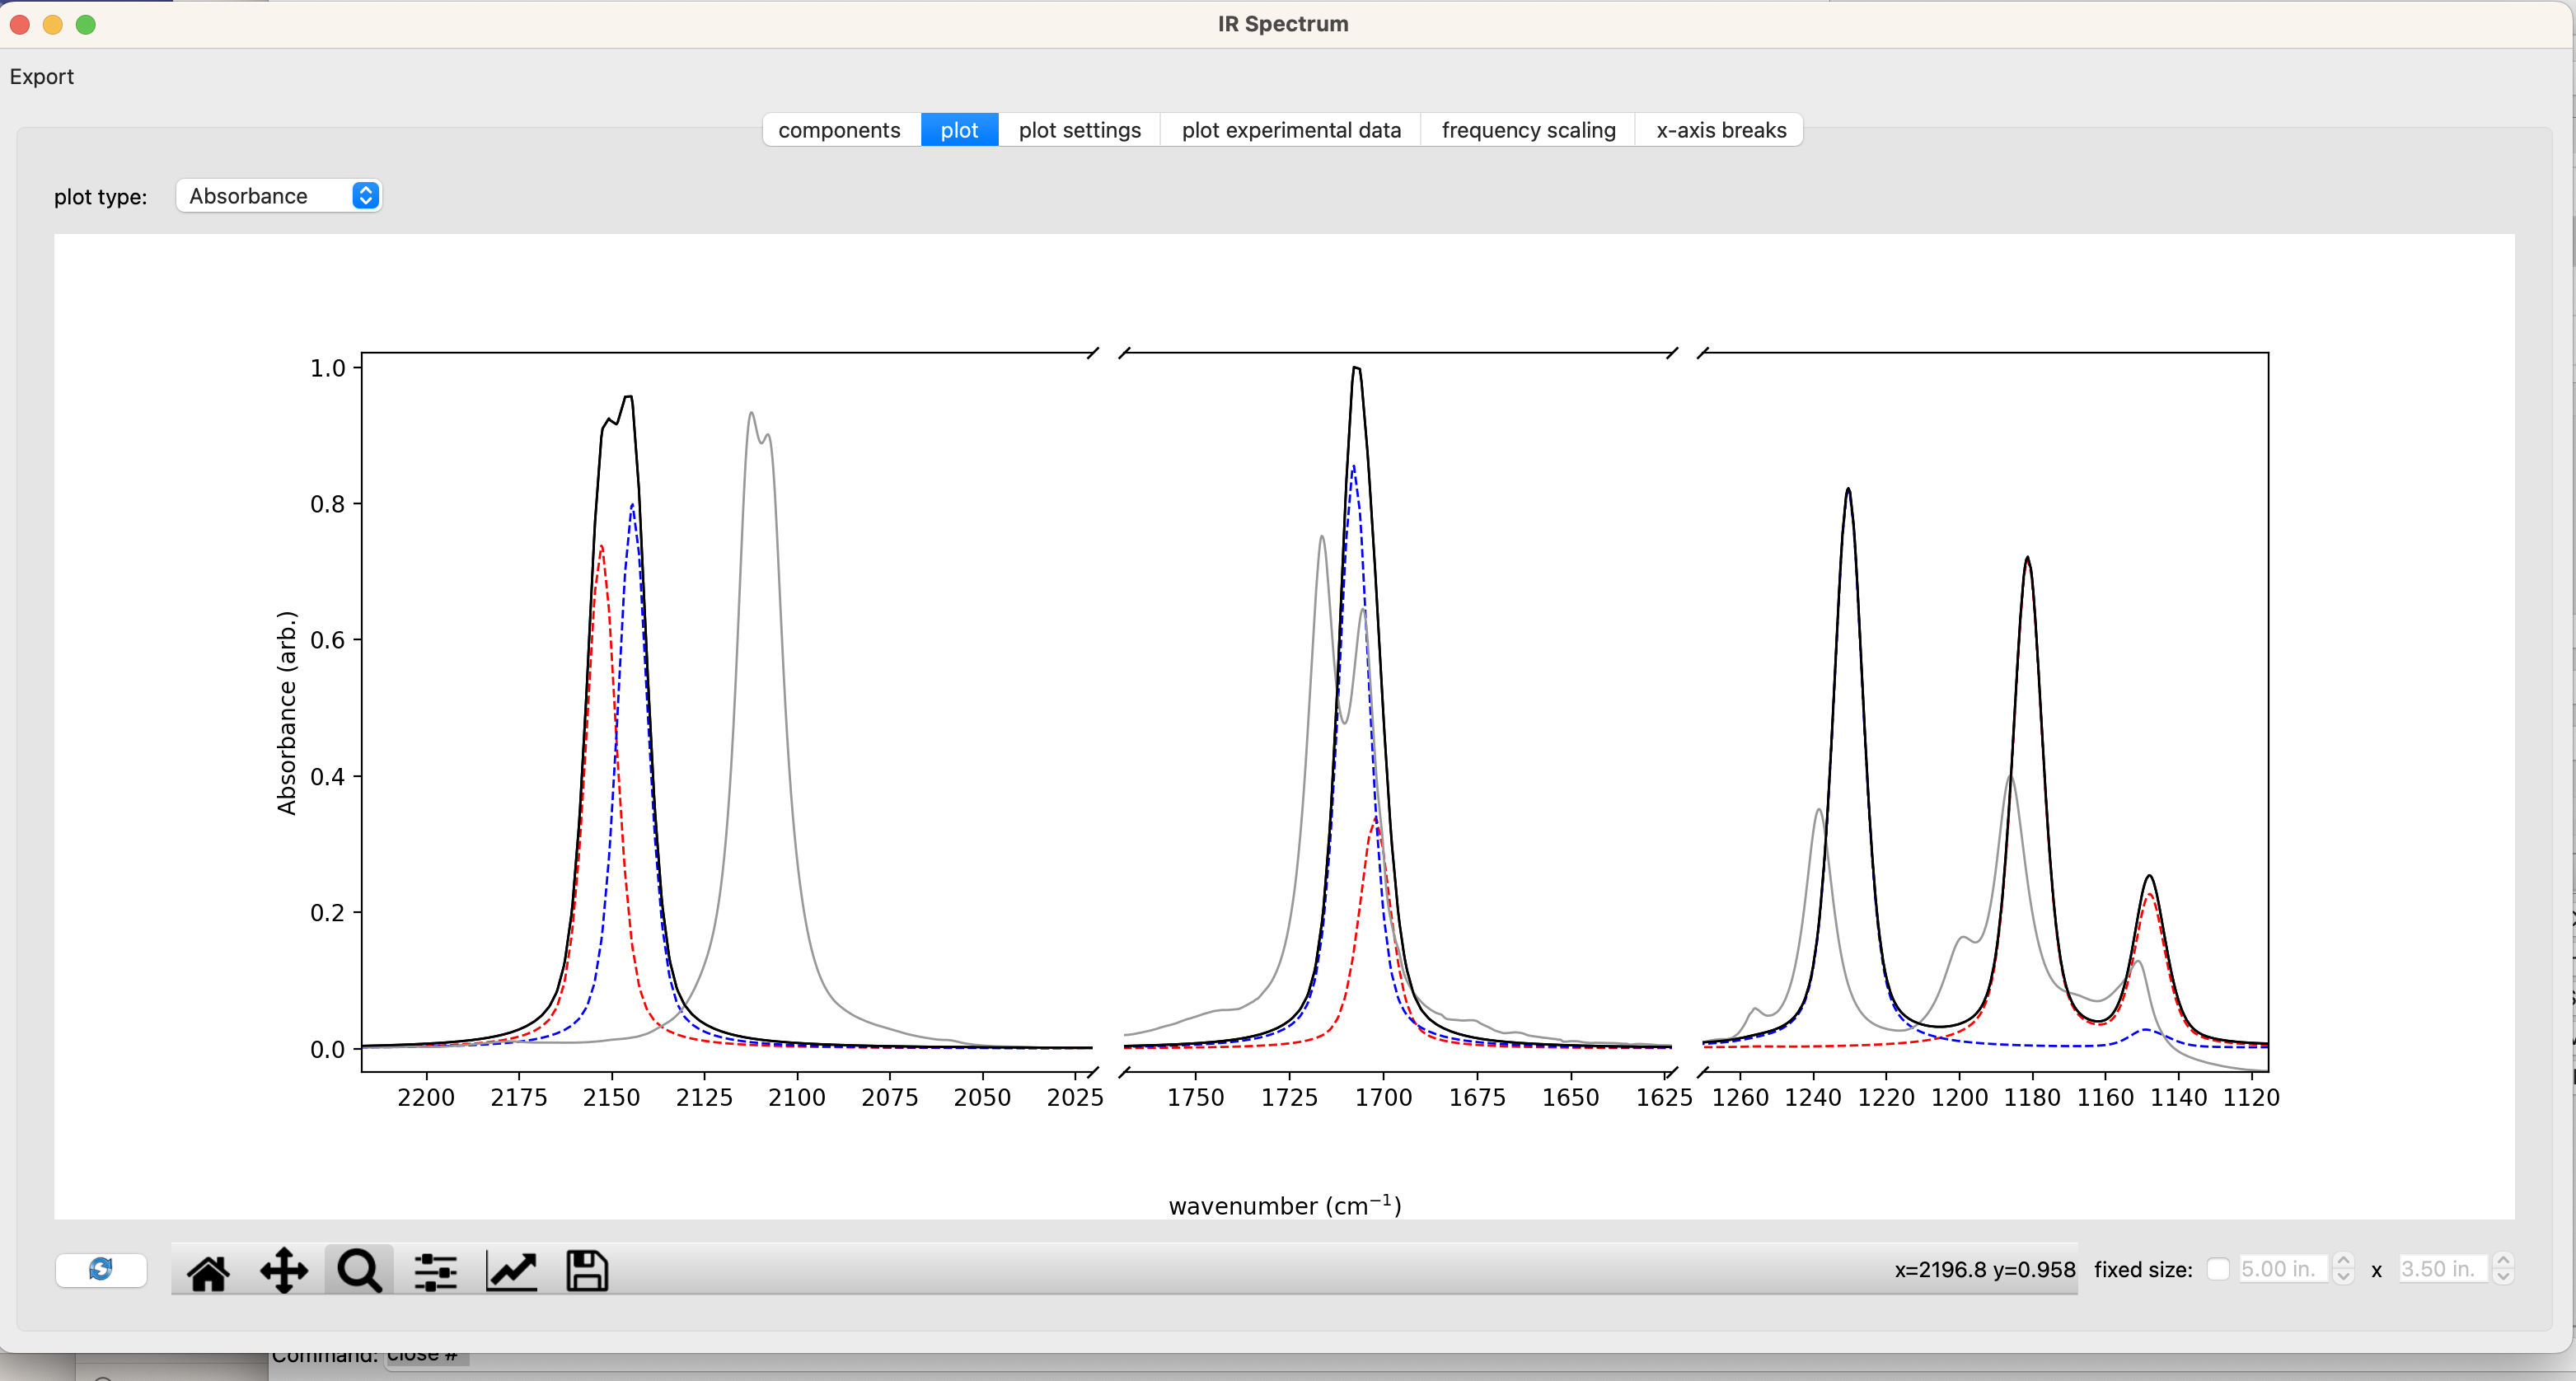 IR Spectrum
Export
components plot plot settings plot experimental data frequency scaling x-axis breaks
plot type: Absorbance
1.0
0.8
0.6
0.4
0.2
0.0
Absorbance (arb.)
2200 2175 2150 2125 2100 2075 2050 2025 1750 1725 1700 1675 1650 1625 1260 1240 1220 1200 1180 1160 1140 1120
wavenumber (cm⁻¹)
x=2196.8 y=0.958 fixed size: 5.00 in. x 3.50 in.
Command: close #